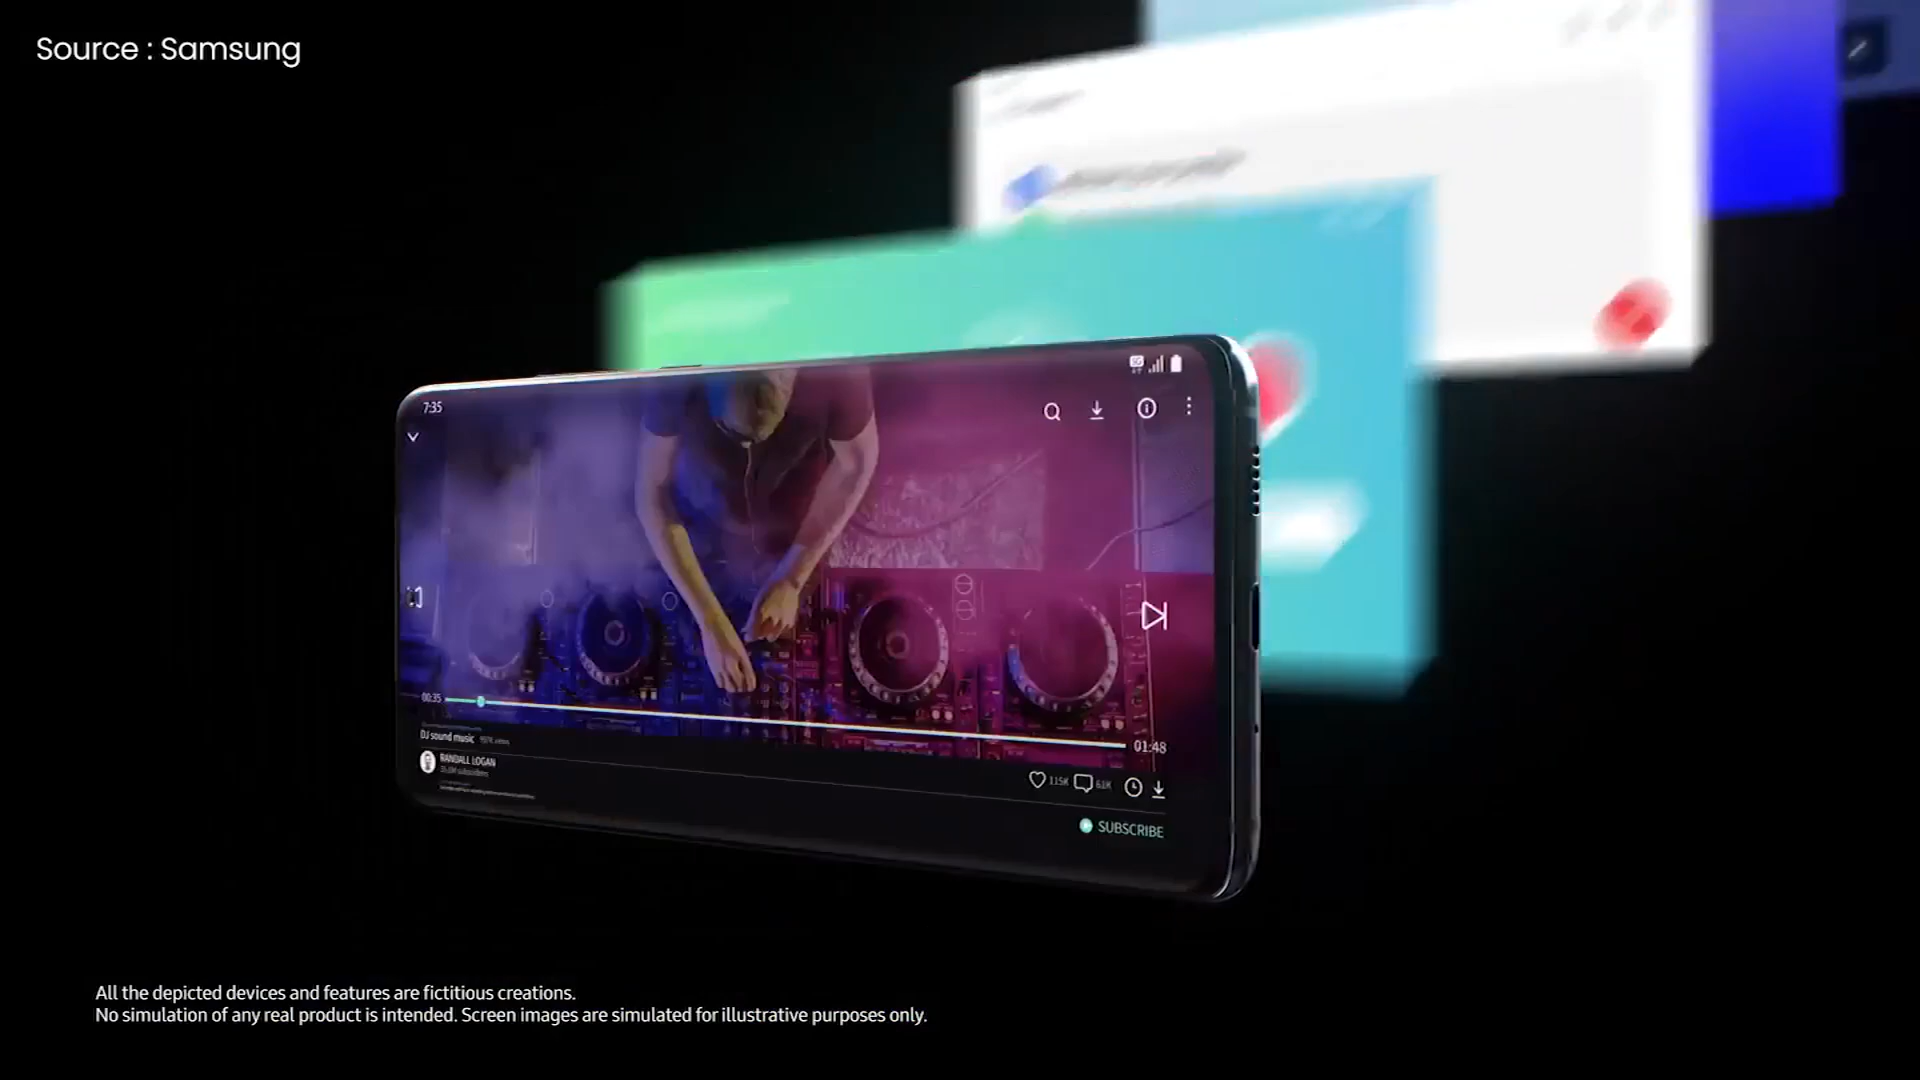 Source : Samsung
7:35
00:35
01:48
DJ sound music
RANDALL LOGAN
115K
61K
SUBSCRIBE
All the depicted devices and features are fictitious creations.
No simulation of any real product is intended. Screen images are simulated for illustrative purposes only.